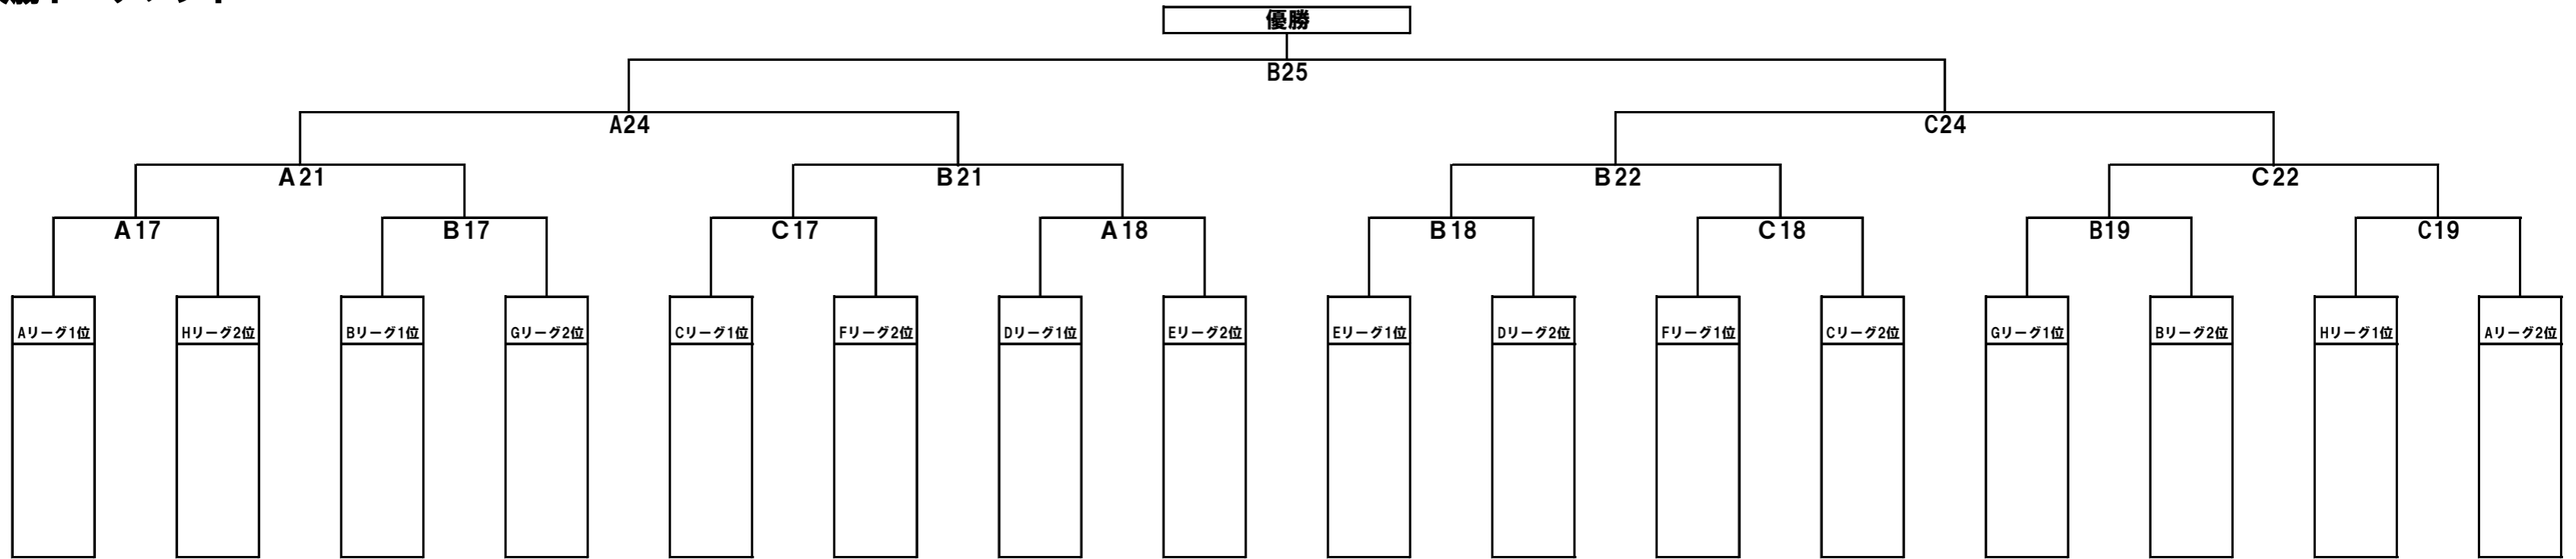 優勝
B25
A24 C24
A21 B21 B22 C22
A17 B17 C17 A18 B18 C18 B19 C19
Aリーグ1位 Hリーグ2位 Bリーグ1位 Gリーグ2位 Cリーグ1位 Fリーグ2位 Dリーグ1位 Eリーグ2位 Eリーグ1位 Dリーグ2位 Fリーグ1位 Cリーグ2位 Gリーグ1位 Bリーグ2位 Hリーグ1位 Aリーグ2位